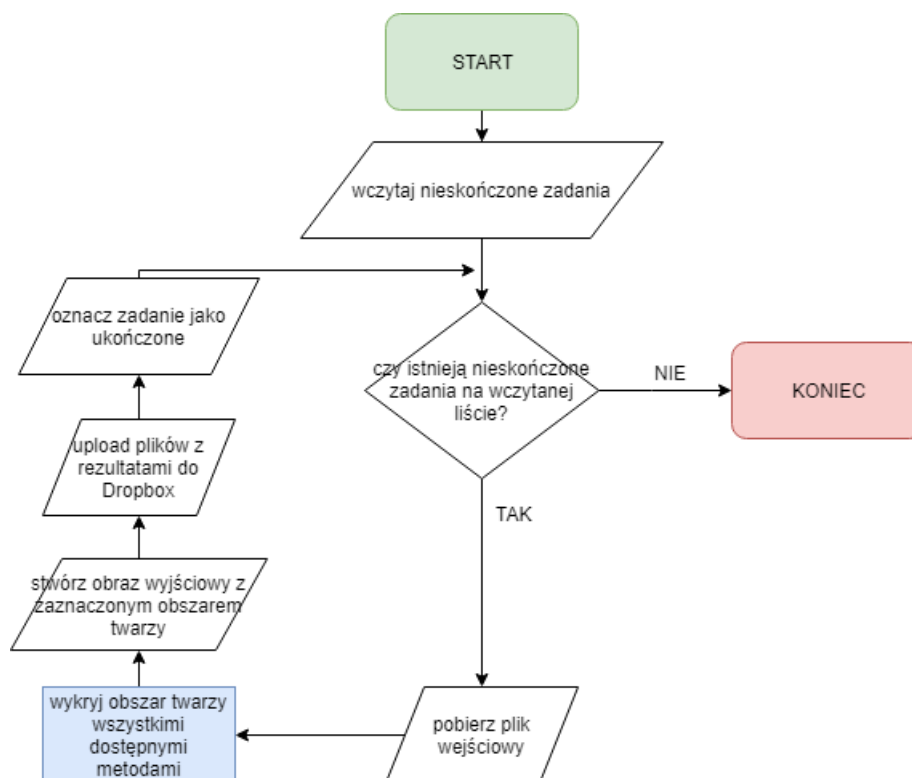 START
wczytaj nieskończone zadania
oznacz zadanie jako
ukończone
czy istnieją nieskończone
zadania na wczytanej
liście?
NIE
KONIEC
upload plików z
rezultatami do
Dropbox
TAK
stwórz obraz wyjściowy z
zaznaczonym obszarem
twarzy
wykryj obszar twarzy
wszystkimi
dostępnymi
metodami
pobierz plik
wejściowy